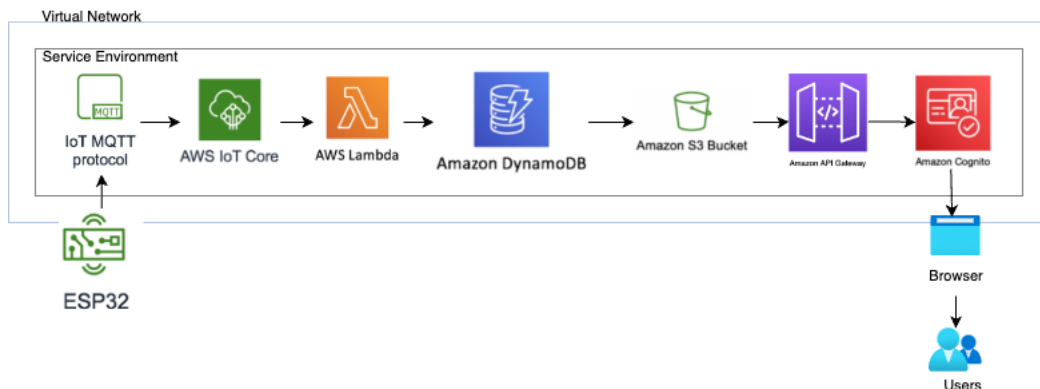 Virtual Network
Service Environment
MQTT
IoT MQTT
protocol
AWS IoT Core
AWS Lambda
Amazon DynamoDB
Amazon S3 Bucket
Amazon API Gateway
Amazon Cognito
ESP32
Browser
Users